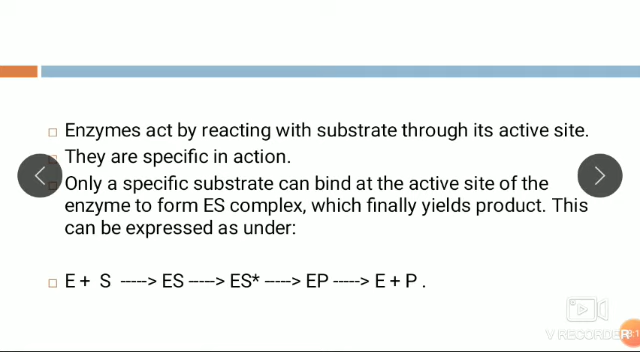 Enzymes act by reacting with substrate through its active site.
They are specific in action.
Only a specific substrate can bind at the active site of the
enzyme to form ES complex, which finally yields product. This
can be expressed as under:
E + S -----> ES -----> ES* -----> EP -----> E + P .
V RECORDER